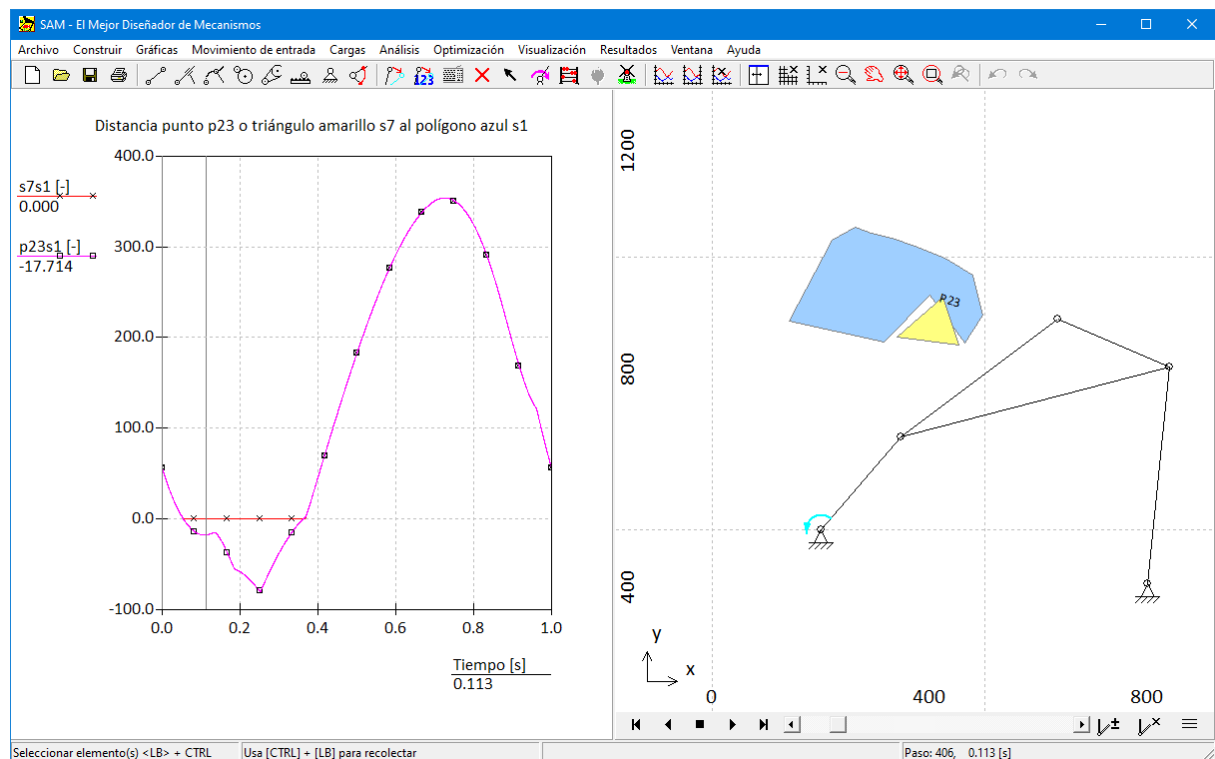 SAM - El Mejor Diseñador de Mecanismos
Archivo Construir Gráficas Movimiento de entrada Cargas Análisis Optimización Visualización Resultados Ventana Ayuda
123
Distancia punto p23 o triángulo amarillo s7 al polígono azul s1
s7s1 [-]
0.000
p23s1 [-]
-17.714
400.0
300.0
200.0
100.0
0.0
-100.0
0.0 0.2 0.4 0.6 0.8 1.0
Tiempo [s]
0.113
1200
800
400
P23
y
x
0 400 800
Seleccionar elemento(s) <LB> + CTRL
Usa [CTRL] + [LB] para recolectar
Paso: 406, 0.113 [s]